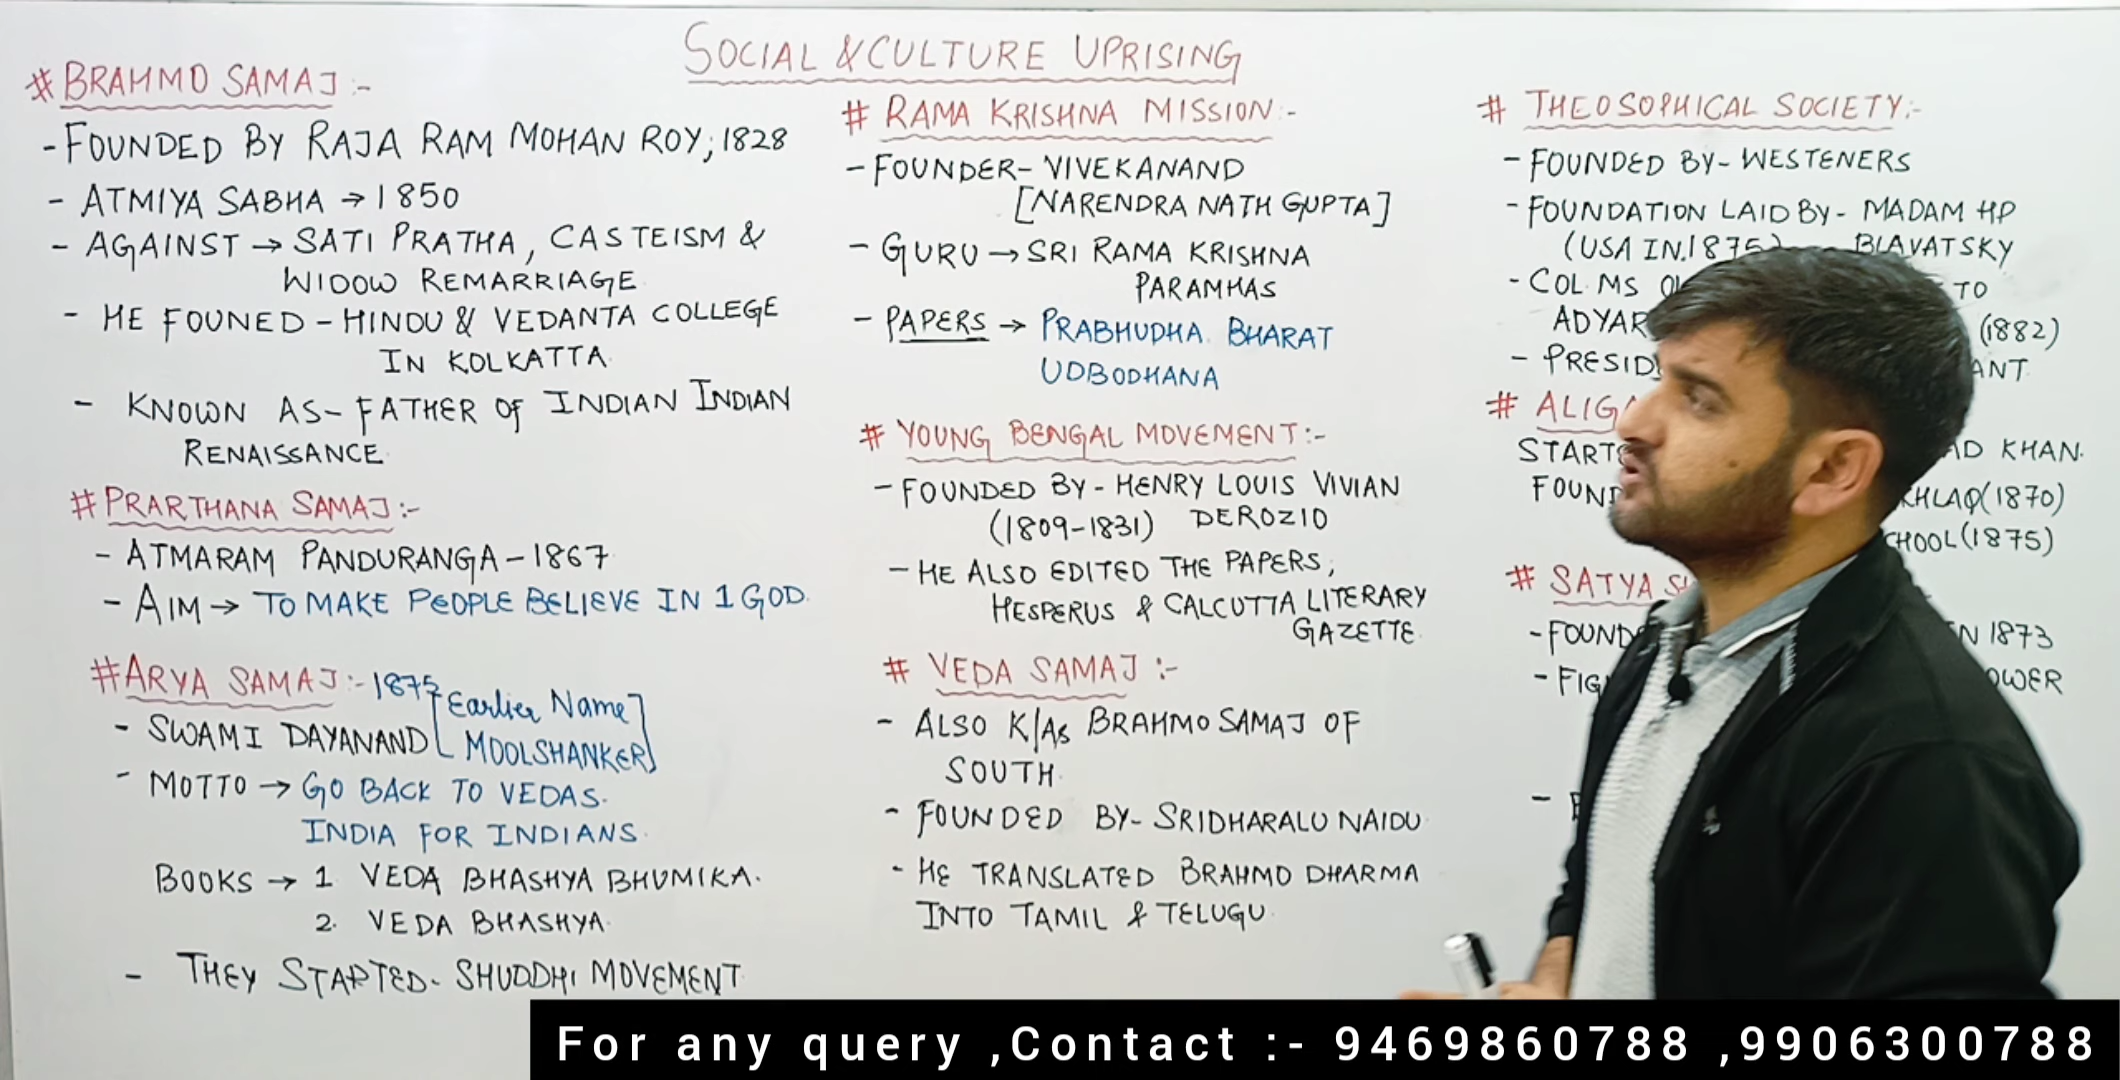 SOCIAL & CULTURE UPRISING
# BRAHMO SAMAJ :-
- FOUNDED BY RAJA RAM MOHAN ROY; 1828
- ATMIYA SABHA → 1850
- AGAINST → SATI PRATHA, CASTEISM &
WIDOW REMARRIAGE
- HE FOUNED - HINDU & VEDANTA COLLEGE
IN KOLKATTA
- KNOWN AS - FATHER OF INDIAN INDIAN
RENAISSANCE
# PRARTHANA SAMAJ :-
- ATMARAM PANDURANGA - 1867
- AIM → TO MAKE PEOPLE BELIEVE IN 1 GOD.
# ARYA SAMAJ :- 1875
- SWAMI DAYANAND [Earlier Name
MOOLSHANKER]
- MOTTO → GO BACK TO VEDAS.
INDIA FOR INDIANS.
BOOKS → 1 VEDA BHASHYA BHUMIKA.
2. VEDA BHASHYA.
- THEY STARTED - SHUDDHI MOVEMENT
# RAMA KRISHNA MISSION :-
- FOUNDER - VIVEKANAND
[NARENDRA NATH GUPTA]
- GURU → SRI RAMA KRISHNA
PARAMHAS
- PAPERS → PRABHUDHA BHARAT
UDBODHANA
# YOUNG BENGAL MOVEMENT :-
- FOUNDED BY - HENRY LOUIS VIVIAN
(1809-1831) DEROZIO
- HE ALSO EDITED THE PAPERS,
HESPERUS & CALCUTTA LITERARY
GAZETTE.
# VEDA SAMAJ :-
- ALSO K/As BRAHMO SAMAJ OF
SOUTH.
- FOUNDED BY - SRIDHARALU NAIDU
- HE TRANSLATED BRAHMO DHARMA
INTO TAMIL & TELUGU.
# THEOSOPHICAL SOCIETY :-
- FOUNDED BY - WESTENERS
- FOUNDATION LAID BY - MADAM HP
(USA IN.1875) BLAVATSKY
- COL. MS TO
ADYAR (1882)
-
#
KHAN.
(1870)
(1875)
# SATYA
- IN 1873
-
-
For any query ,Contact :- 9469860788 ,9906300788